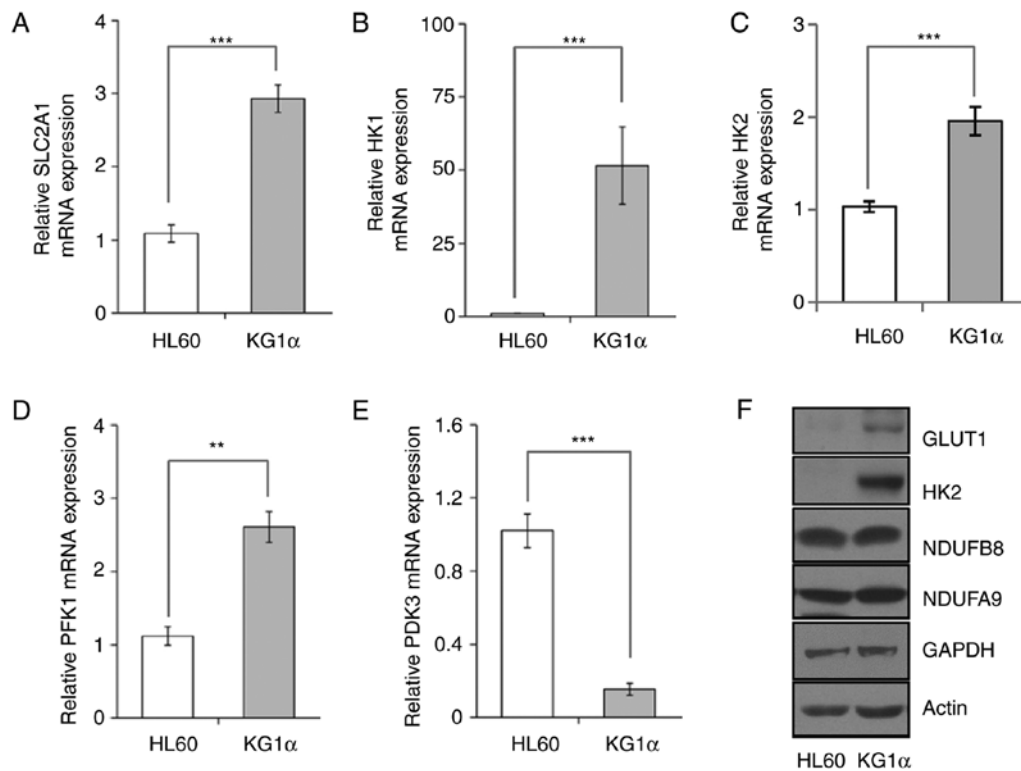 A
Relative SLC2A1
mRNA expression
4
3
2
1
0
***
HL60
KG1α
B
Relative HK1
mRNA expression
100
75
50
25
0
***
HL60
KG1α
C
Relative HK2
mRNA expression
3
2
1
0
***
HL60
KG1α
D
Relative PFK1 mRNA expression
4
3
2
1
0
**
HL60
KG1α
E
Relative PDK3 mRNA expression
1.6
1.2
0.8
0.4
0
***
HL60
KG1α
F
GLUT1
HK2
NDUFB8
NDUFA9
GAPDH
Actin
HL60 KG1α